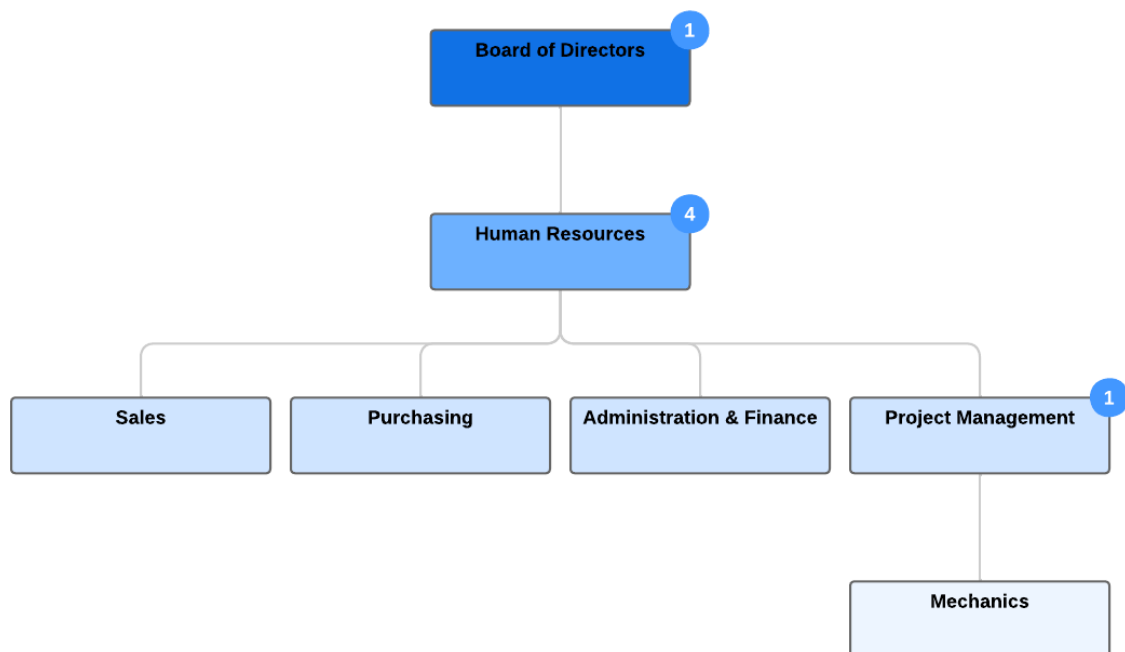 1
Board of Directors
4
Human Resources
1
Sales
Purchasing
Administration & Finance
Project Management
Mechanics